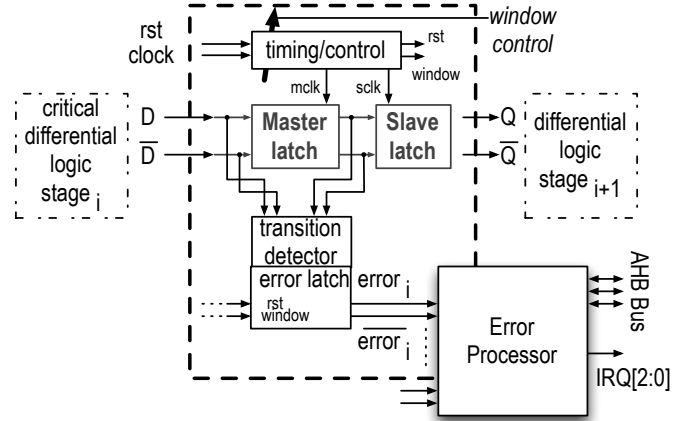 rst
clock
timing/control
rst
window
window
control
mclk
sclk
critical
differential
logic
stage i
D
D
Master
latch
Slave
latch
Q
Q
differential
logic
stage i+1
transition
detector
error latch
rst
window
error i
error i
Error
Processor
AHB Bus
IRQ[2:0]